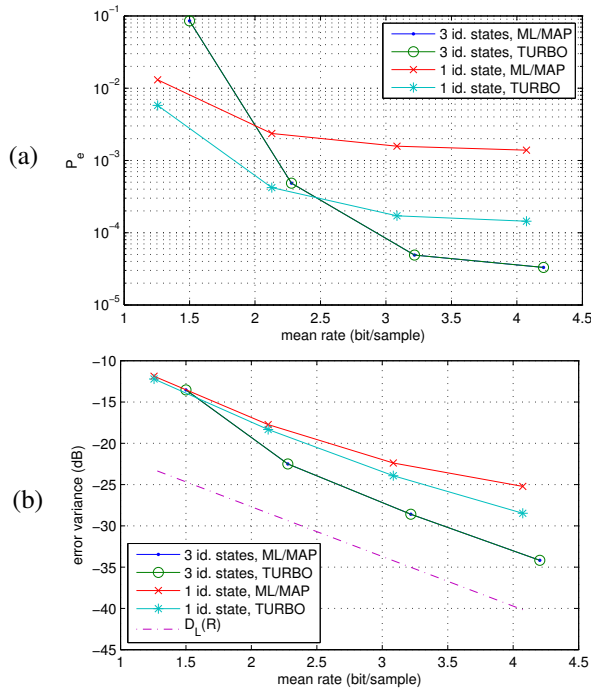 (a)
P_e
10^-1
10^-2
10^-3
10^-4
10^-5
3 id. states, ML/MAP
3 id. states, TURBO
1 id. state, ML/MAP
1 id. state, TURBO
1 1.5 2 2.5 3 3.5 4 4.5
mean rate (bit/sample)
(b)
error variance (dB)
-10
-15
-20
-25
-30
-35
-40
-45
3 id. states, ML/MAP
3 id. states, TURBO
1 id. state, ML/MAP
1 id. state, TURBO
D_L(R)
1 1.5 2 2.5 3 3.5 4 4.5
mean rate (bit/sample)